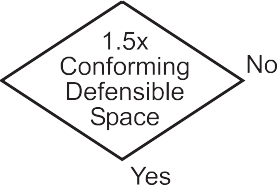 1.5x
Conforming
Defensible
Space
No
Yes